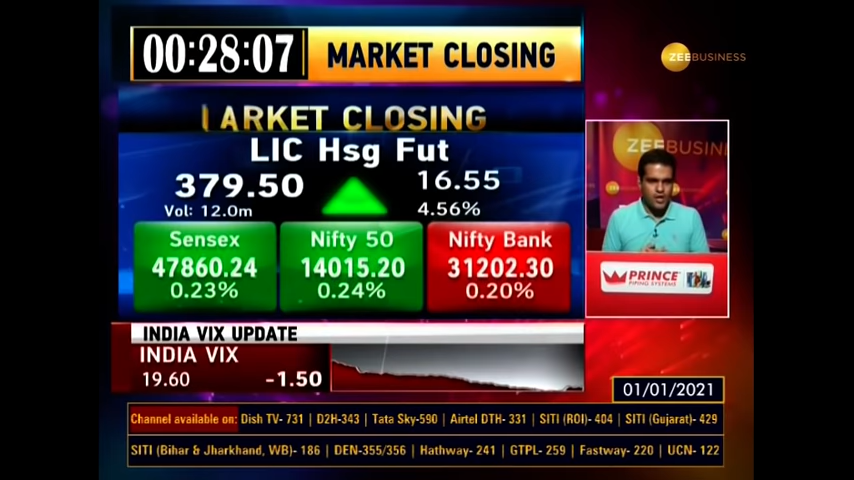 00:28:07 MARKET CLOSING
ZEEBUSINESS
ARKET CLOSING
LIC Hsg Fut
379.50 16.55
Vol: 12.0m 4.56%
Sensex Nifty 50 Nifty Bank
47860.24 14015.20 31202.30
0.23% 0.24% 0.20%
ZEEBUSIN
PRINCE
PIPING SYSTEMS
INDIA VIX UPDATE
INDIA VIX
19.60 -1.50
01/01/2021
Channel available on: Dish TV- 731 | D2H-343 | Tata Sky-590 | Airtel DTH- 331 | SITI (ROI)- 404 | SITI (Gujarat)- 429
SITI (Bihar & Jharkhand, WB)- 186 | DEN-355/356 | Hathway- 241 | GTPL- 259 | Fastway- 220 | UCN- 122